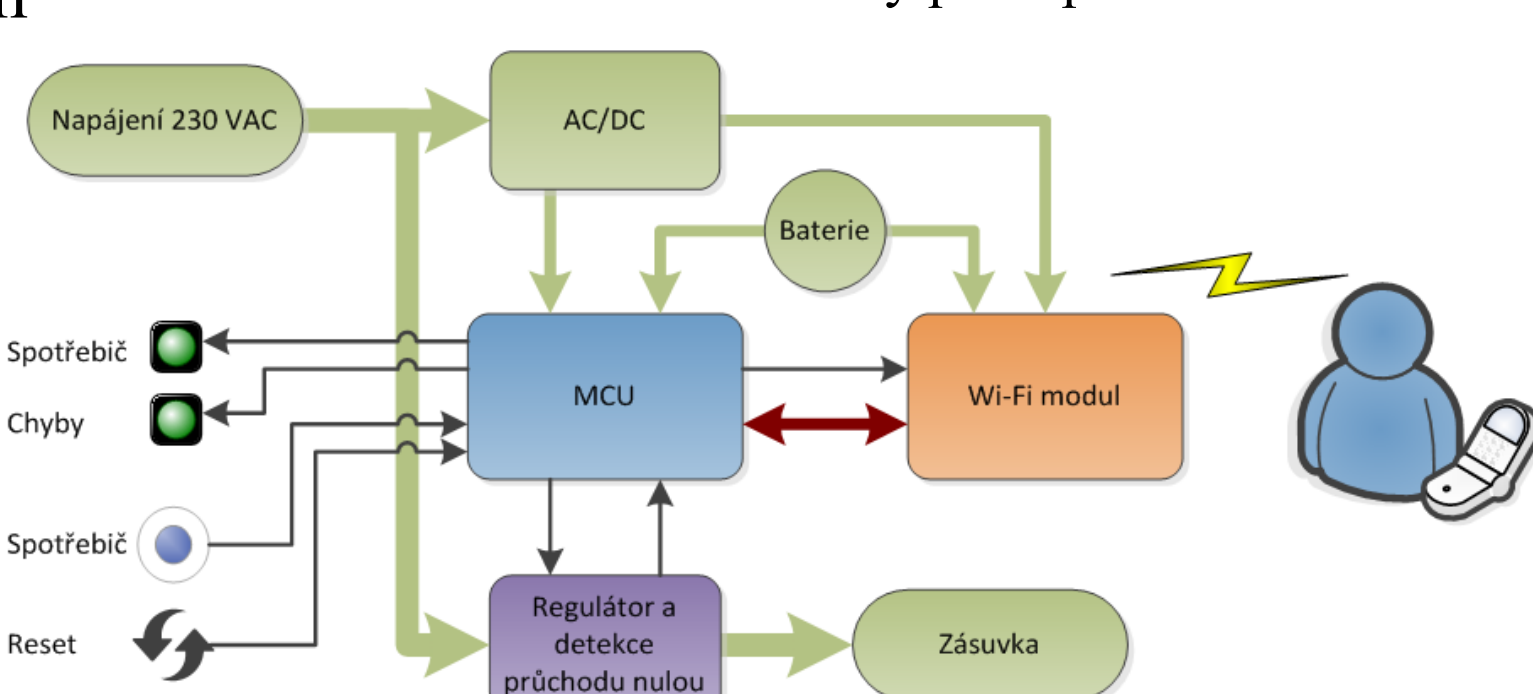 Napájení 230 VAC
AC/DC
Baterie
Spotřebič
Chyby
MCU
Wi-Fi modul
Spotřebič
Reset
Regulátor a
detekce
průchodu nulou
Zásuvka